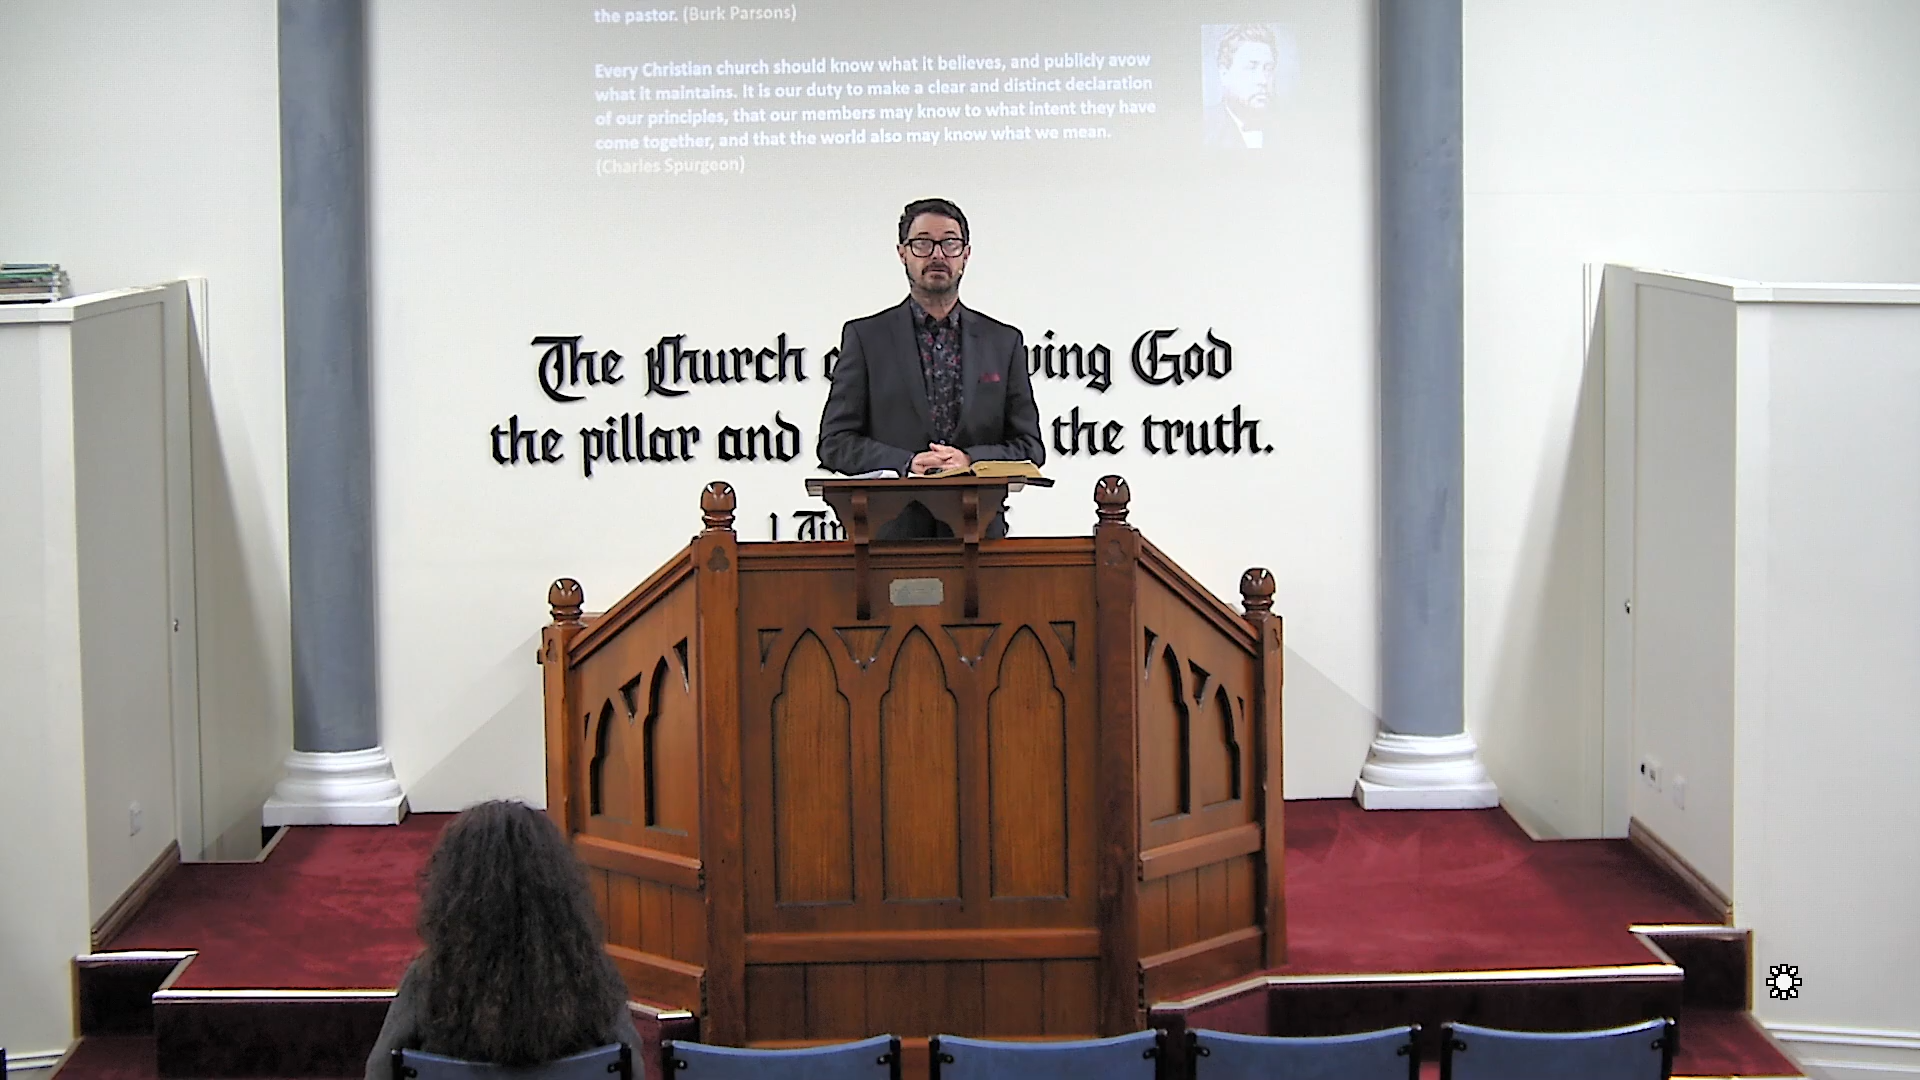 the pastor. (Burk Parsons)
Every Christian church should know what it believes, and publicly avow
what it maintains. It is our duty to make a clear and distinct declaration
of our principles, that our members may know to what intent they have
come together, and that the world also may know what we mean.
(Charles Spurgeon)
The Church ving God
the pillar and the truth.
1 Tim